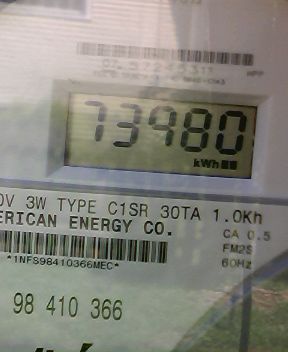 73980
kWh
0V 3W TYPE C1SR 30TA 1.0Kh
ERICAN ENERGY CO.
CA 0.5
FM2S
60Hz
*1NFS98410366MEC*
98 410 366